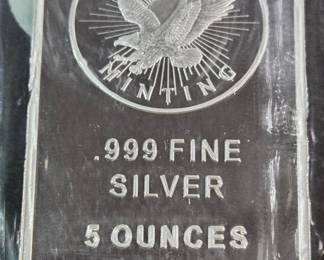 MINTING
.999 FINE
SILVER
5 OUNCES